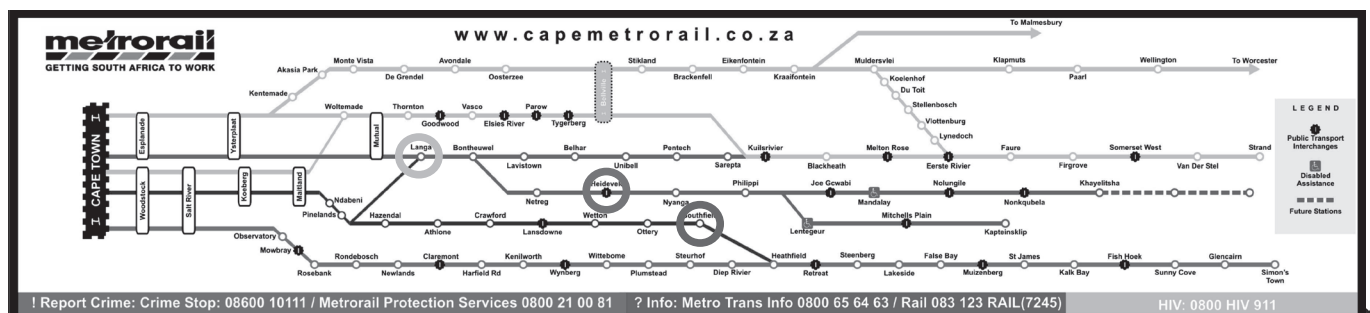 metrorail
GETTING SOUTH AFRICA TO WORK
www.capemetrorail.co.za
To Malmesbury
Akasia Park
Monte Vista
De Grendel
Avondale
Oosterzee
Stikland
Brackenfell
Eikenfontein
Kraaifontein
Muldersvlei
Klapmuts
Paarl
Wellington
To Worcester
Kentemade
Koelenhof
Du Toit
Stellenbosch
Vlottenburg
Lynedoch
Woltemade
Thornton
Goodwood
Vasco
Elsies River
Parow
Tygerberg
CAPE TOWN
Esplanade
Ysterplaat
Mutual
Langa
Bontheuwel
Lavistown
Belhar
Unibell
Pentech
Sarepta
Kuilsrivier
Blackheath
Melton Rose
Eerste Rivier
Faure
Firgrove
Somerset West
Van Der Stel
Strand
Woodstock
Salt River
Koeberg
Maitland
Ndabeni
Pinelands
Netreg
Nyanga
Philippi
Joe Gcwabi
Mandalay
Nolungile
Nonkqubela
Khayelitsha
Hazendal
Athlone
Crawford
Lansdowne
Wetton
Ottery
Lentegeur
Mitchells Plain
Kapteinsklip
Observatory
Mowbray
Rosebank
Rondebosch
Newlands
Claremont
Harfield Rd
Kenilworth
Wynberg
Wittebome
Plumstead
Steurhof
Diep Rivier
Heathfield
Retreat
Steenberg
Lakeside
False Bay
Muizenberg
St James
Kalk Bay
Fish Hoek
Sunny Cove
Glencairn
Simon's
Town
LEGEND
Public Transport
Interchanges
Disabled
Assistance
Future Stations
! Report Crime: Crime Stop: 08600 10111 / Metrorail Protection Services 0800 21 00 81
? Info: Metro Trans Info 0800 65 64 63 / Rail 083 123 RAIL(7245)
HIV: 0800 HIV 911